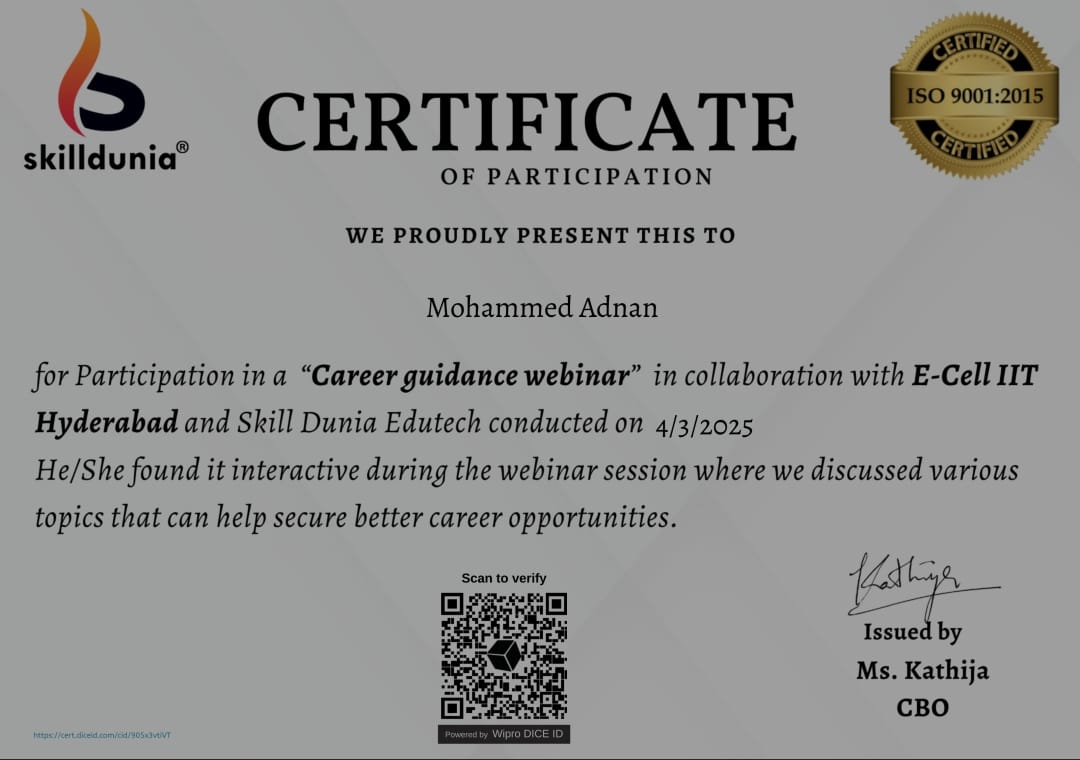 skilldunia®
CERTIFIED
ISO 9001:2015
CERTIFIED
CERTIFICATE
OF PARTICIPATION
WE PROUDLY PRESENT THIS TO
Mohammed Adnan
for Participation in a “Career guidance webinar” in collaboration with E-Cell IIT
Hyderabad and Skill Dunia Edutech conducted on 4/3/2025
He/She found it interactive during the webinar session where we discussed various
topics that can help secure better career opportunities.
Scan to verify
Powered by Wipro DICE ID
Kathija
Issued by
Ms. Kathija
CBO
https://cert.diceid.com/cid/90Sx3vtiVT